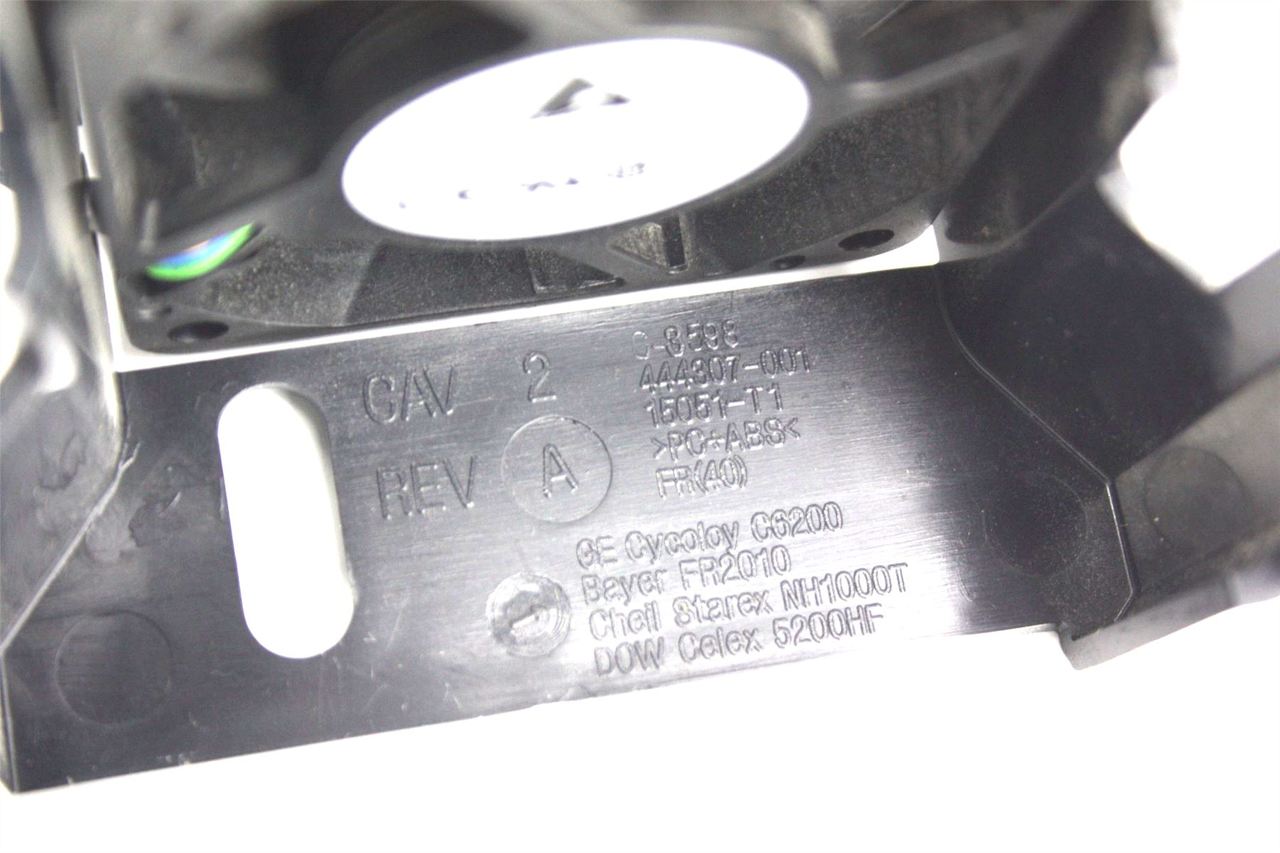 CAV 2
REV A
C-8598
444307-001
15051-T1
>PC+ABS<
FR(40)
GE Cycoloy C6200
Bayer FR2010
Cheil Starex NH1000T
DOW Celex 5200HF